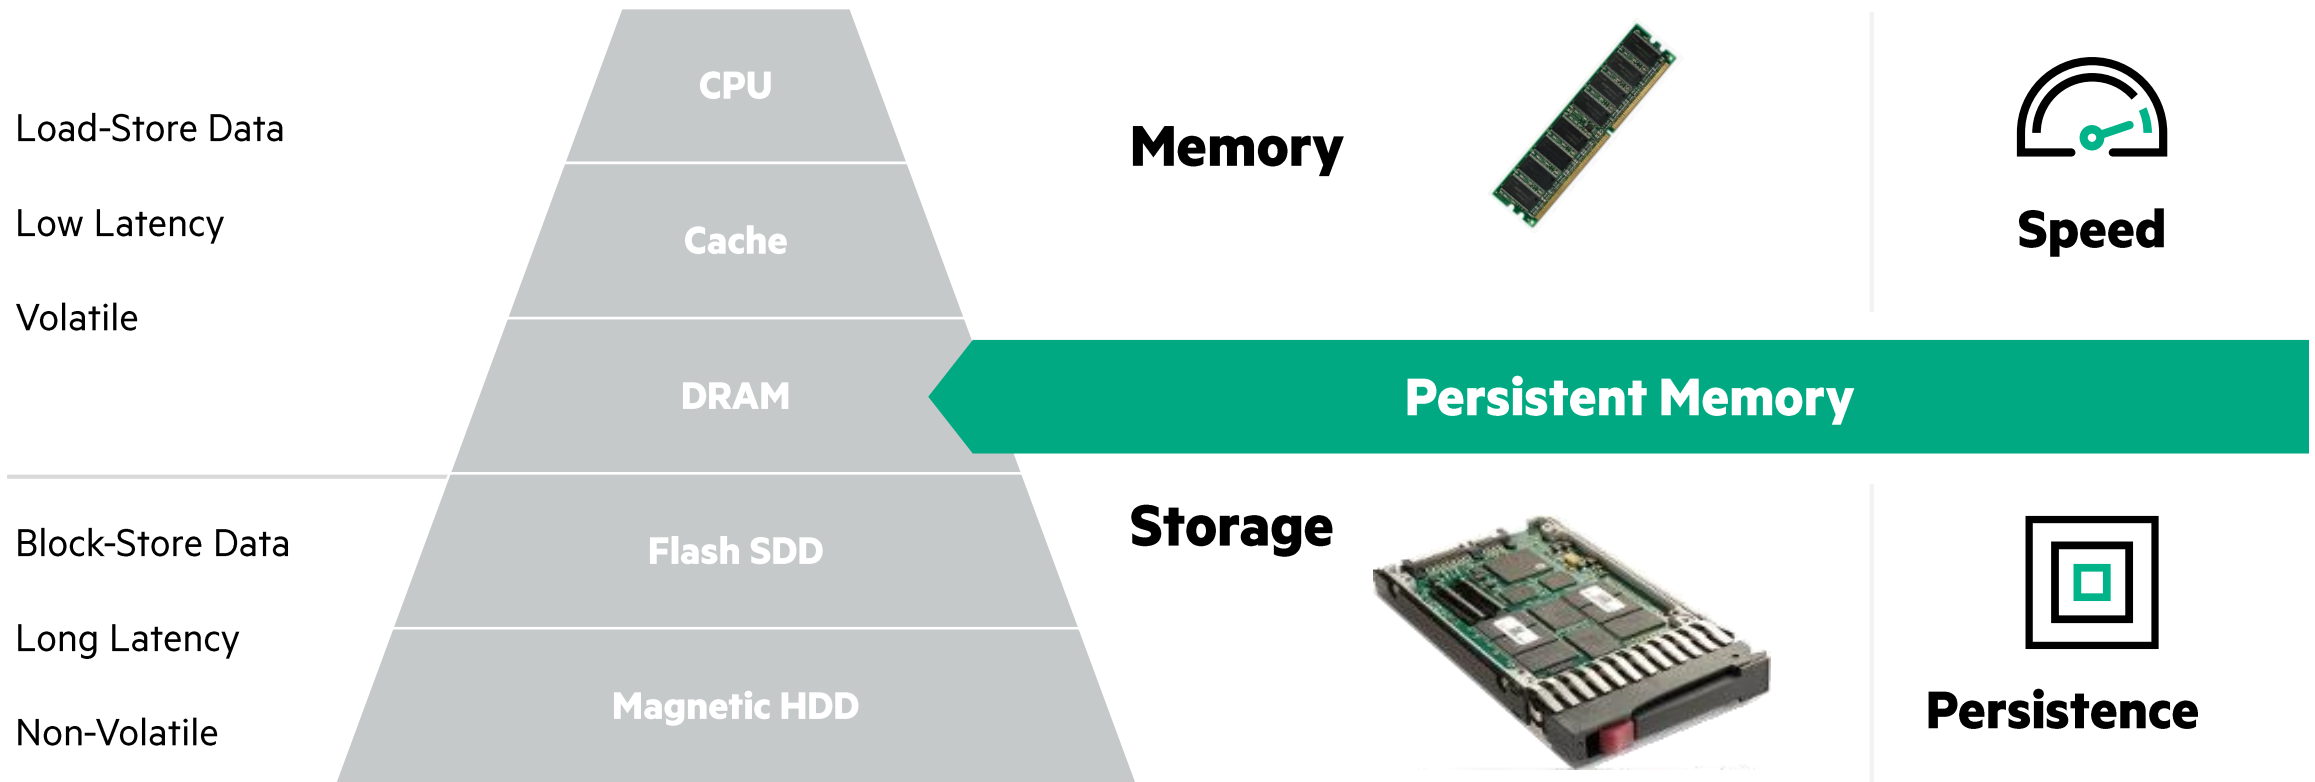 Load-Store Data
Low Latency
Volatile
Block-Store Data
Long Latency
Non-Volatile
CPU
Cache
DRAM
Flash SDD
Magnetic HDD
Memory
Speed
Persistent Memory
Storage
Persistence